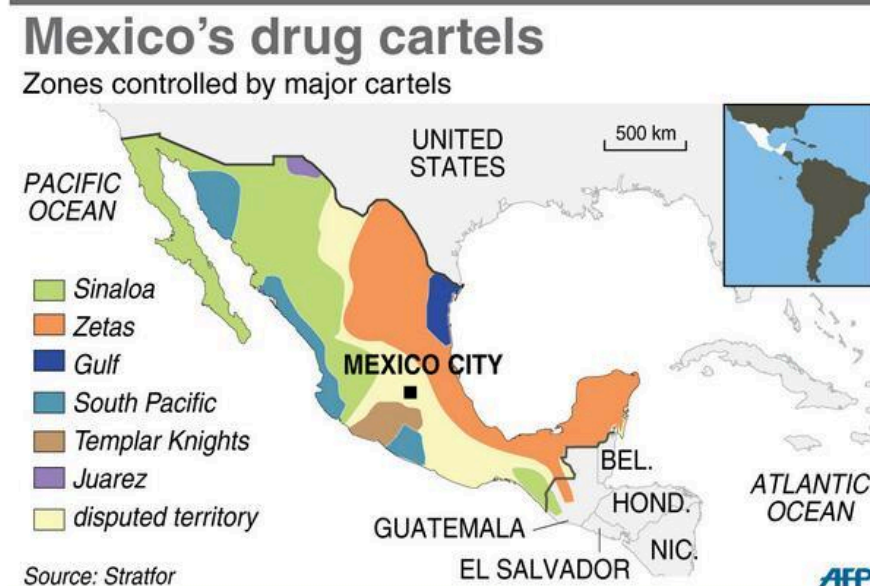 Mexico's drug cartels
Zones controlled by major cartels
UNITED
STATES
500 km
PACIFIC
OCEAN
Sinaloa
Zetas
Gulf
South Pacific
Templar Knights
Juarez
disputed territory
MEXICO CITY
BEL.
HOND.
GUATEMALA
EL SALVADOR
NIC.
ATLANTIC
OCEAN
Source: Stratfor
AFP